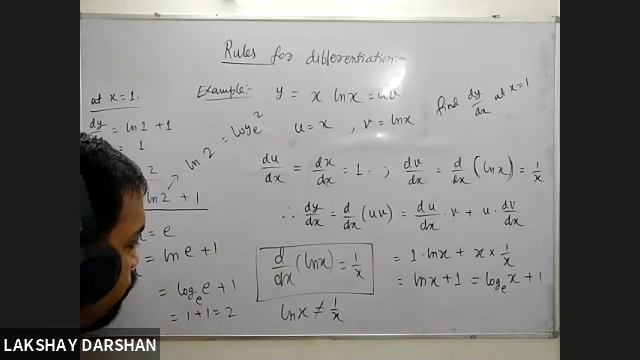 Rules for differentiation:-
Example:- y = x lnx = uv find dy/dx at x=1
u = x , v = lnx
du/dx = dx/dx = 1 ; dv/dx = d/dx (lnx) = 1/x
∴ dy/dx = d/dx (uv) = du/dx · v + u · dv/dx
= 1·lnx + x × 1/x
= lnx + 1 = logₑx + 1
d/dx (lnx) = 1/x
lnx ≠ 1/x
at x=1.
dy/dx = ln1 + 1
= 1
2
ln2 + 1
ln 2 = logₑ2
= e
= lne + 1
= logₑe + 1
= 1+1 = 2
LAKSHAY DARSHAN